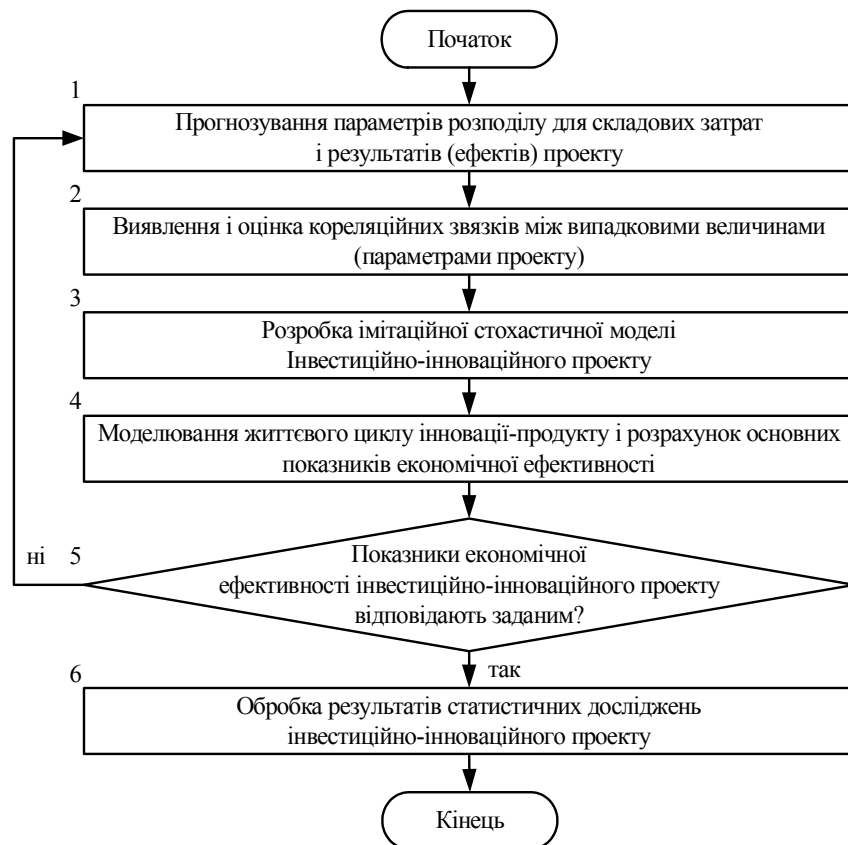 Початок
1
Прогнозування параметрів розподілу для складових затрат
і результатів (ефектів) проекту
2
Виявлення і оцінка кореляційних звязків між випадковими величинами
(параметрами проекту)
3
Розробка імітаційної стохастичної моделі
Інвестиційно-інноваційного проекту
4
Моделювання життєвого циклу інновації-продукту і розрахунок основних
показників економічної ефективності
ні 5
Показники економічної
ефективності інвестиційно-інноваційного проекту
відповідають заданим?
так
6
Обробка результатів статистичних досліджень
інвестиційно-інноваційного проекту
Кінець